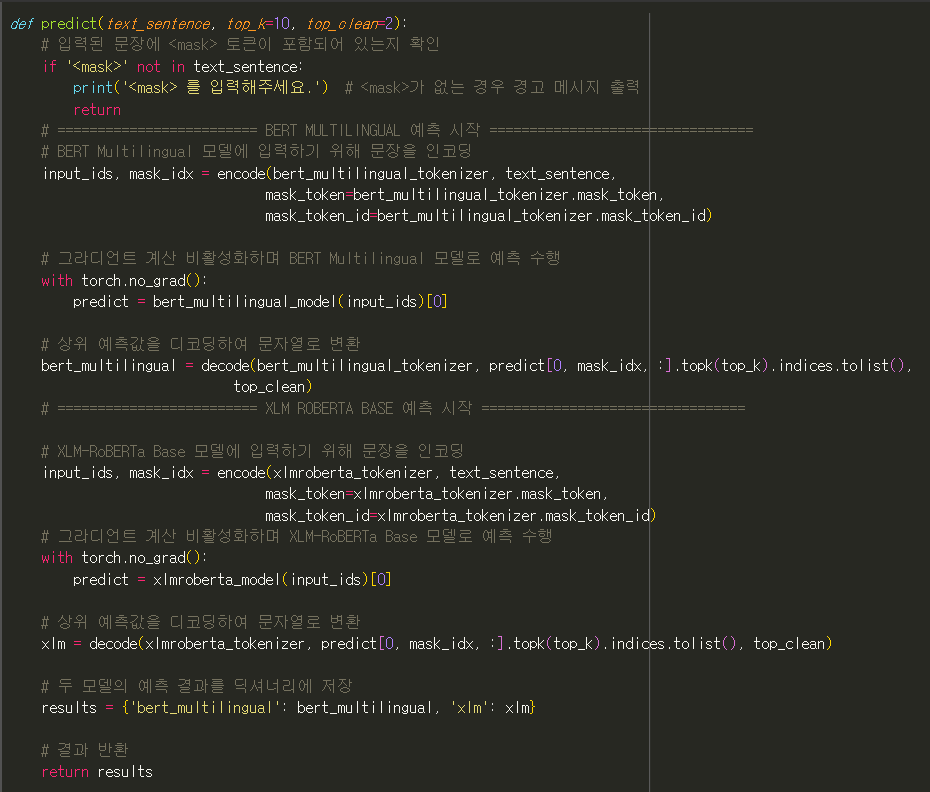 def predict(text_sentence, top_k=10, top_clean=2):
    # 입력된 문장에 <mask> 토큰이 포함되어 있는지 확인
    if '<mask>' not in text_sentence:
        print('<mask> 를 입력해주세요.')  # <mask>가 없는 경우 경고 메시지 출력
        return
    # ========================= BERT MULTILINGUAL 예측 시작 =================================
    # BERT Multilingual 모델에 입력하기 위해 문장을 인코딩
    input_ids, mask_idx = encode(bert_multilingual_tokenizer, text_sentence,
                                mask_token=bert_multilingual_tokenizer.mask_token,
                                mask_token_id=bert_multilingual_tokenizer.mask_token_id)
    # 그라디언트 계산 비활성화하며 BERT Multilingual 모델로 예측 수행
    with torch.no_grad():
        predict = bert_multilingual_model(input_ids)[0]
    # 상위 예측값을 디코딩하여 문자열로 변환
    bert_multilingual = decode(bert_multilingual_tokenizer, predict[0, mask_idx, :].topk(top_k).indices.tolist(),
                            top_clean)
    # ========================= XLM ROBERTA BASE 예측 시작 =================================
    # XLM-RoBERTa Base 모델에 입력하기 위해 문장을 인코딩
    input_ids, mask_idx = encode(xlmroberta_tokenizer, text_sentence,
                                mask_token=xlmroberta_tokenizer.mask_token,
                                mask_token_id=xlmroberta_tokenizer.mask_token_id)
    # 그라디언트 계산 비활성화하며 XLM-RoBERTa Base 모델로 예측 수행
    with torch.no_grad():
        predict = xlmroberta_model(input_ids)[0]
    # 상위 예측값을 디코딩하여 문자열로 변환
    xlm = decode(xlmroberta_tokenizer, predict[0, mask_idx, :].topk(top_k).indices.tolist(), top_clean)
    # 두 모델의 예측 결과를 딕셔너리에 저장
    results = {'bert_multilingual': bert_multilingual, 'xlm': xlm}
    # 결과 반환
    return results